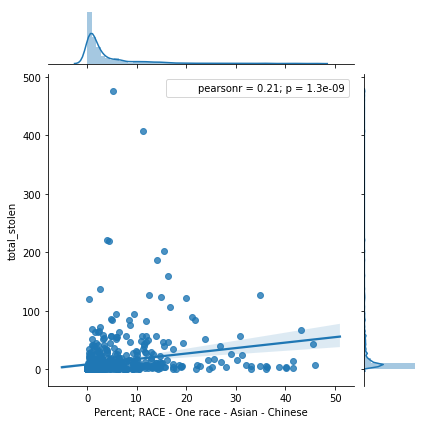 pearsonr = 0.21; p = 1.3e-09
500
400
300
200
100
0
total_stolen
0 10 20 30 40 50
Percent; RACE - One race - Asian - Chinese